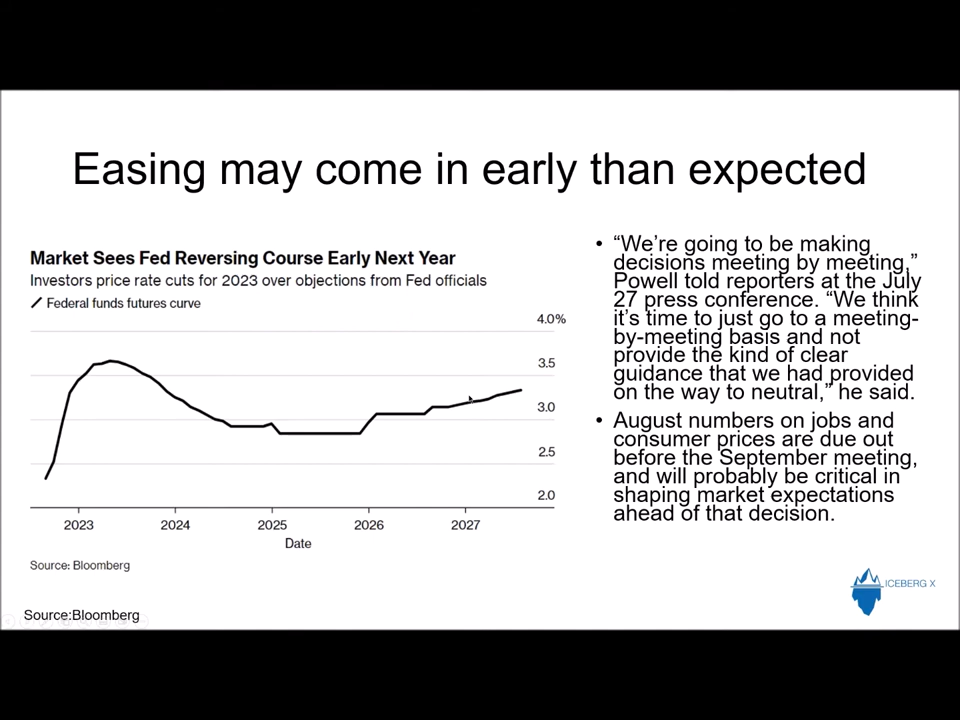 Easing may come in early than expected
Market Sees Fed Reversing Course Early Next Year
Investors price rate cuts for 2023 over objections from Fed officials
Federal funds futures curve
4.0%
3.5
3.0
2.5
2.0
2023
2024
2025
2026
2027
Date
Source: Bloomberg
• “We’re going to be making
decisions meeting by meeting,”
Powell told reporters at the July
27 press conference. “We think
it’s time to just go to a meeting-
by-meeting basis and not
provide the kind of clear
guidance that we had provided
on the way to neutral,” he said.
• August numbers on jobs and
consumer prices are due out
before the September meeting,
and will probably be critical in
shaping market expectations
ahead of that decision.
ICEBERG X
Source:Bloomberg